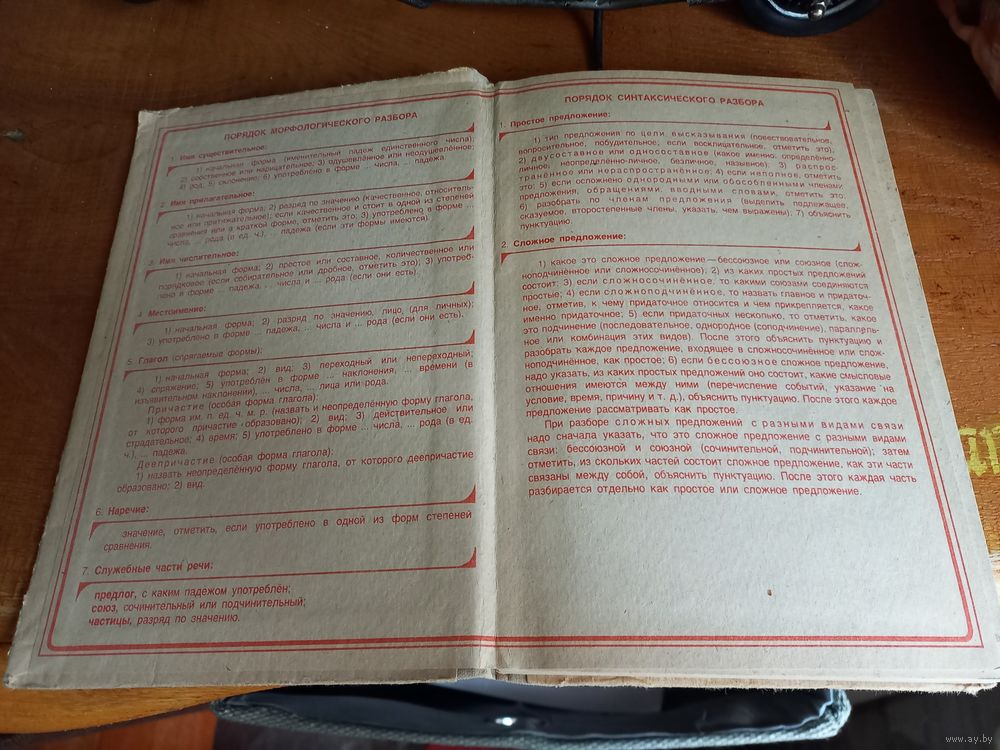 ПОРЯДОК МОРФОЛОГИЧЕСКОГО РАЗБОРА
1. Имя существительное:
1) начальная форма (именительный падеж единственного числа);
2) собственное или нарицательное; 3) одушевлённое или неодушевлённое;
4) род, 5) склонение; 6) употреблено в форме ... числа, ... падежа.
2. Имя прилагательное:
1) начальная форма; 2) разряд по значению (качественное, относитель-
ное или притяжательное); если качественное и стоит в одной из степеней
сравнения или в краткой форме, отметить это; 3) употреблено в форме ...
числа, ... рода (в ед. ч.), ... падежа (если эти формы имеются).
3. Имя числительное:
1) начальная форма; 2) простое или составное, количественное или
порядковое (если собирательное или дробное, отметить это); 3) употреб-
лено в форме ... падежа, ... числа и ... рода (если они есть).
4. Местоимение:
1) начальная форма; 2) разряд по значению, лицо (для личных);
3) употреблено в форме ... падежа, ... числа и ... рода (если они есть).
5. Глагол (спрягаемые формы):
1) начальная форма; 2) вид; 3) переходный или непереходный;
4) спряжение; 5) употреблён в форме ... наклонения, ... времени (в
изъявительном наклонении), ... числа, ... лица или рода.
Причастие (особая форма глагола):
1) форма им. п. ед. ч. м. р. (назвать и неопределённую форму глагола,
от которого причастие образовано); 2) вид; 3) действительное или
страдательное; 4) время; 5) употреблено в форме ... числа, ... рода (в ед.
ч.), ... падежа.
Деепричастие (особая форма глагола):
1) назвать неопределённую форму глагола, от которого деепричастие
образовано; 2) вид.
6. Наречие:
значение, отметить, если употреблено в одной из форм степеней
сравнения.
7. Служебные части речи:
предлог, с каким падежом употреблён;
союз, сочинительный или подчинительный;
частицы, разряд по значению.
ПОРЯДОК СИНТАКСИЧЕСКОГО РАЗБОРА
1. Простое предложение:
1) тип предложения по цели высказывания (повествовательное,
вопросительное, побудительное; если восклицательное, отметить это);
2) двусоставное или односоставное (какое именно: определённо-
личное, неопределённо-личное, безличное, назывное); 3) распрос-
транённое или нераспространённое; 4) если неполное, отметить
это; 5) если осложнено однородными или обособленными членами
предложения, обращениями, вводными словами, отметить это;
6) разобрать по членам предложения (выделить подлежащее,
сказуемое, второстепенные члены, указать, чем выражены); 7) объяснить
пунктуацию.
2. Сложное предложение:
1) какое это сложное предложение — бессоюзное или союзное (слож-
ноподчинённое или сложносочинённое); 2) из каких простых предложений
состоит; 3) если сложносочинённое, то какими союзами соединяются
простые; 4) если сложноподчинённое, то назвать главное и придаточ-
ное, отметив, к чему придаточное относится и чем прикрепляется, какое
именно придаточное; 5) если придаточных несколько, то отметить, какое
это подчинение (последовательное, однородное (соподчинение), параллель-
ное или комбинация этих видов). После этого объяснить пунктуацию и
разобрать каждое предложение, входящее в сложносочинённое или слож-
ноподчинённое, как простое; 6) если бессоюзное сложное предложение,
надо указать, из каких простых предложений оно состоит, какие смысловые
отношения имеются между ними (перечисление событий, указание на
условие, время, причину и т. д.), объяснить пунктуацию. После этого каждое
предложение рассматривать как простое.
При разборе сложных предложений с разными видами связи
надо сначала указать, что это сложное предложение с разными видами
связи: бессоюзной и союзной (сочинительной, подчинительной); затем
отметить, из скольких частей состоит сложное предложение, как эти части
связаны между собой, объяснить пунктуацию. После этого каждая часть
разбирается отдельно как простое или сложное предложение.
www.ay.by